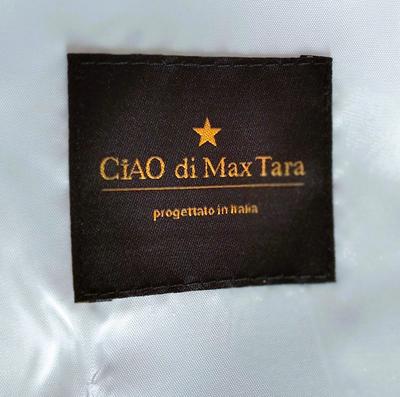 CiAO di Max Tara
progettato in Italia